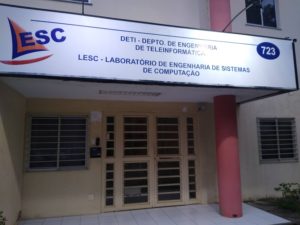 LESC
DETI - DEPTO. DE ENGENHARIA
DE TELEINFORMÁTICA
723
LESC - LABORATÓRIO DE ENGENHARIA DE SISTEMAS
DE COMPUTAÇÃO